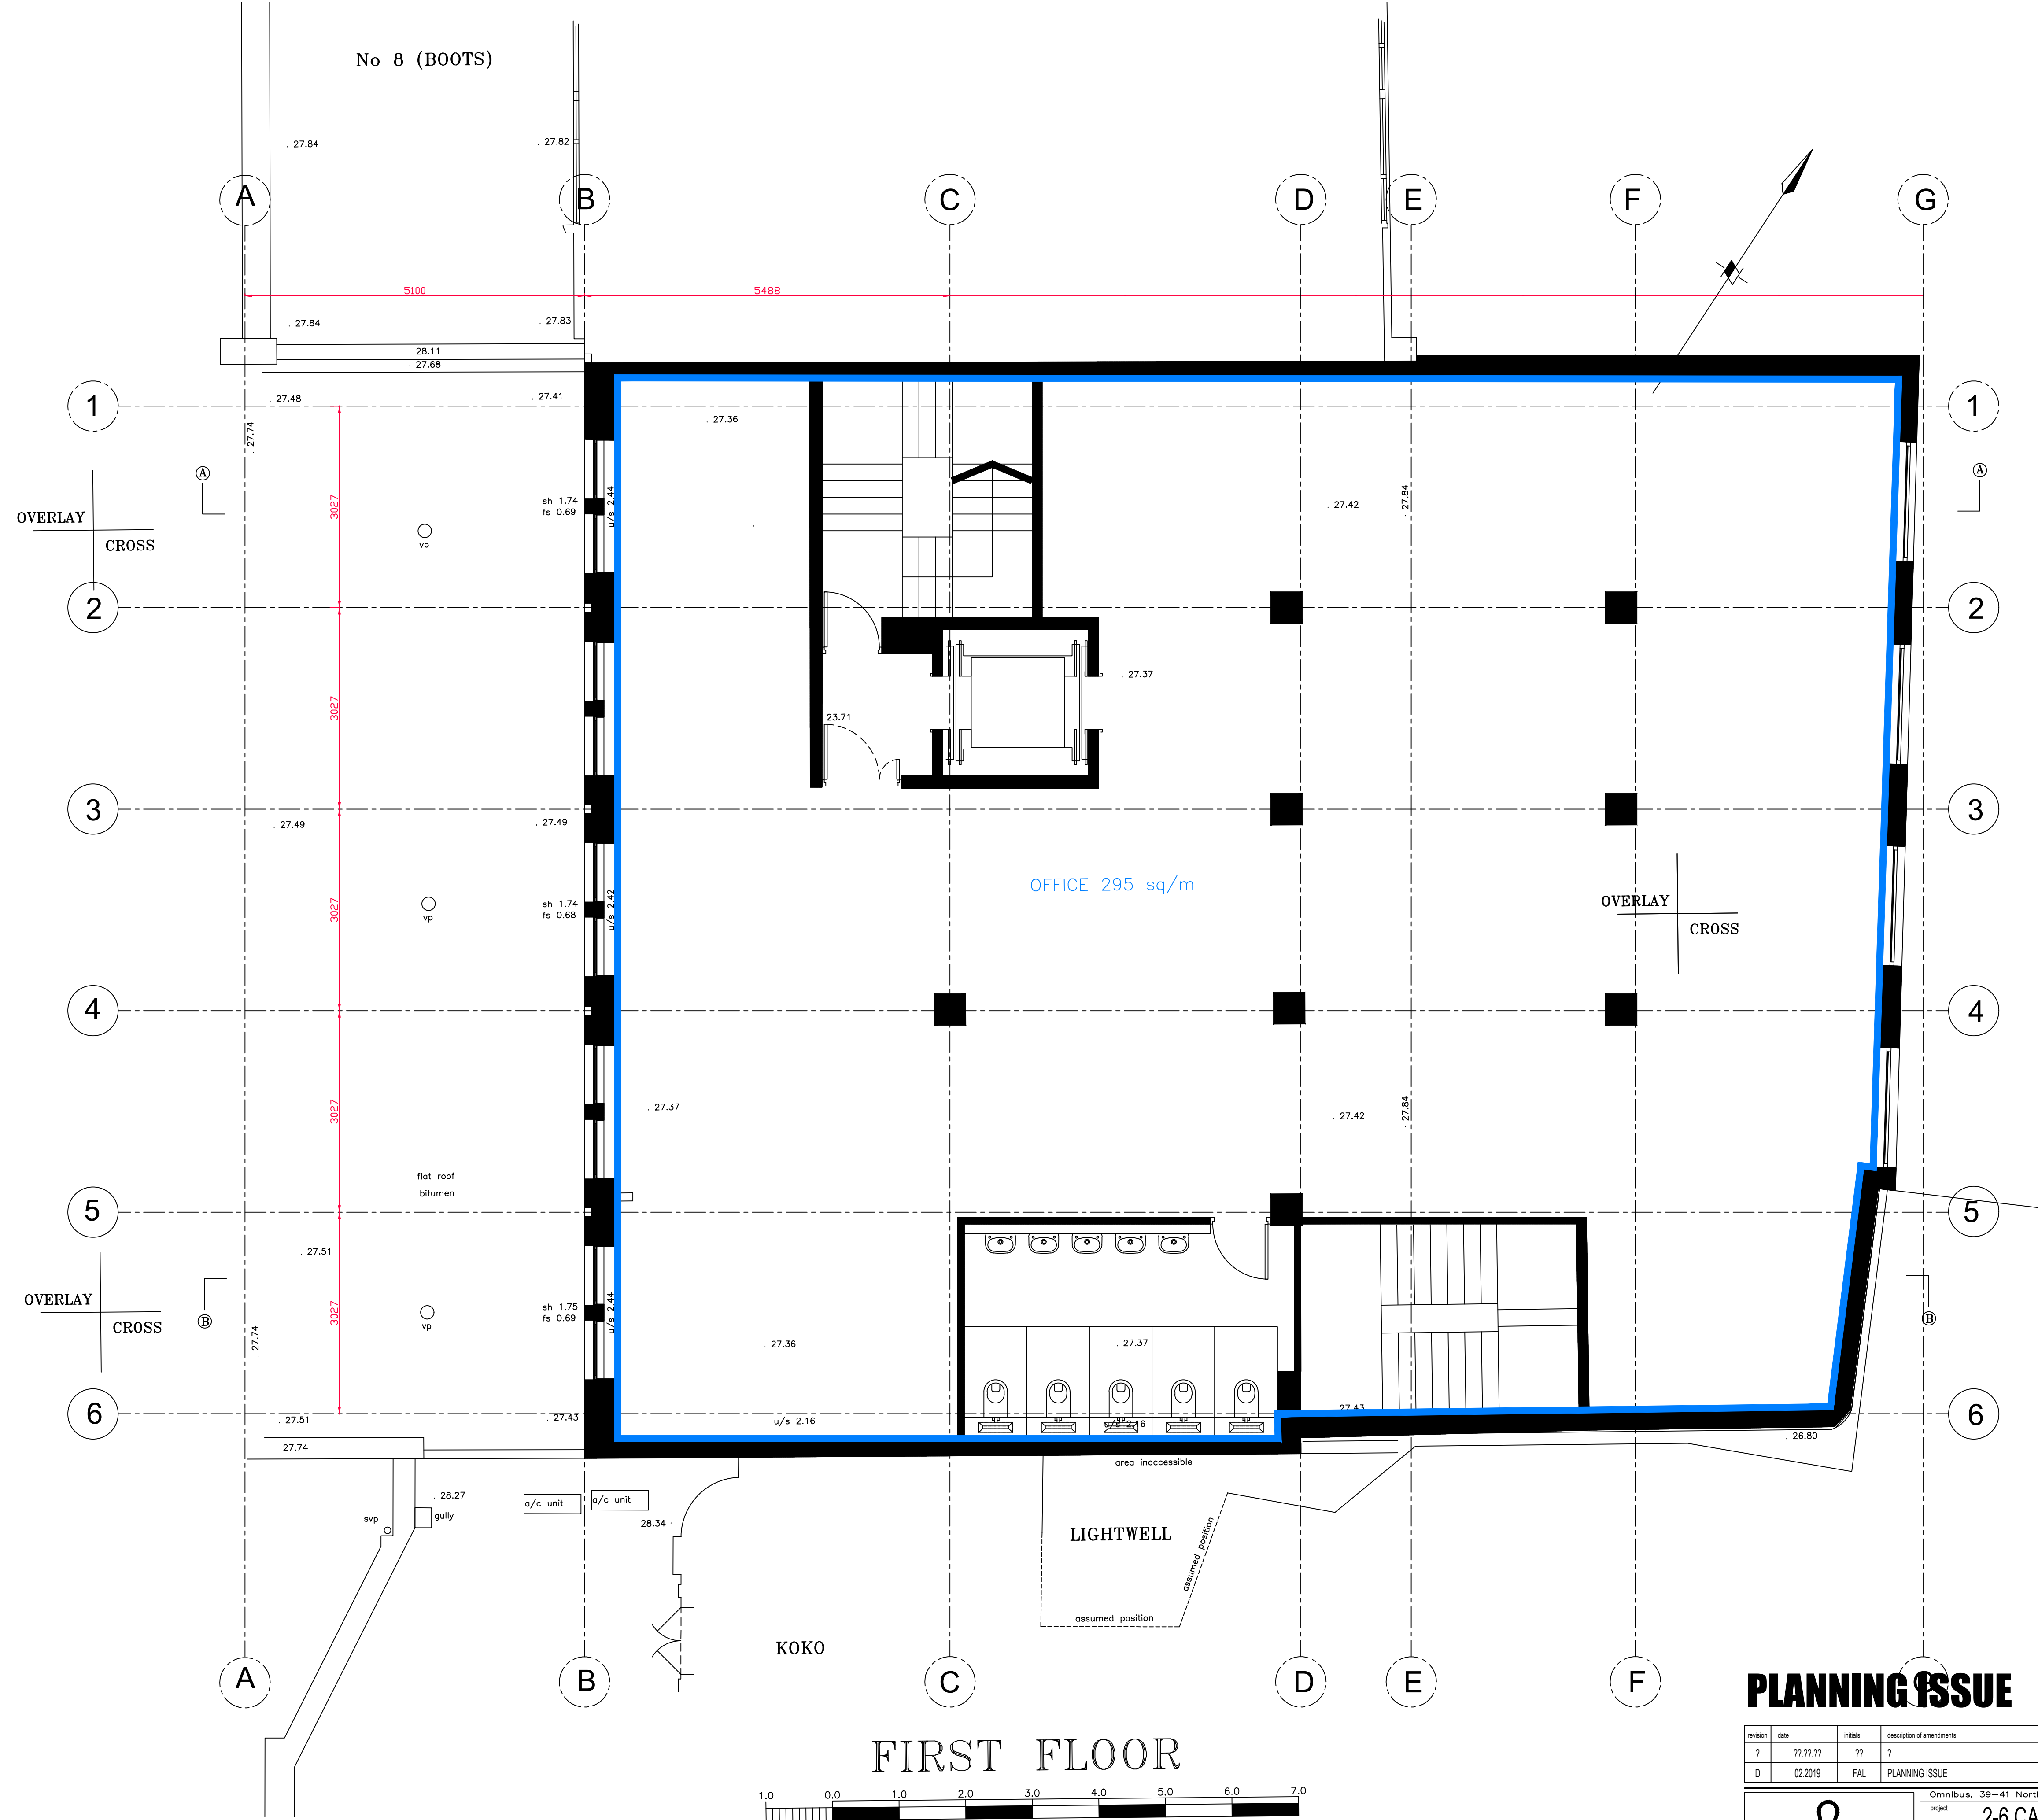 No 8 (BOOTS)
. 27.84
. 27.82
A
B
C
D
E
F
G
5100
5488
. 27.84
. 27.83
. 28.11
. 27.68
1
. 27.48
. 27.41
. 27.36
1
. 27.74
A
A
OVERLAY
CROSS
3027
sh 1.74
fs 0.69
u/s 2.44
. 27.42
. 27.84
vp
2
2
. 27.37
3027
23.71
3
. 27.49
. 27.49
3
OFFICE 295 sq/m
3027
sh 1.74
fs 0.68
u/s 2.42
vp
OVERLAY
CROSS
4
4
3027
. 27.37
. 27.42
. 27.84
flat roof
bitumen
5
5
. 27.51
OVERLAY
CROSS
B
3027
sh 1.75
fs 0.69
u/s 2.44
vp
. 27.74
. 27.36
. 27.37
B
6
. 27.51
. 27.43
u/s 2.16
u/s 2.16
27.43
6
. 27.74
. 26.80
area inaccessible
. 28.27
svp
gully
a/c unit
a/c unit
28.34
LIGHTWELL
assumed position
assumed position
KOKO
A
B
C
D
E
F
G
PLANNING ISSUE
FIRST FLOOR
revision date initials description of amendments
? ??.??.?? ?? ?
D 02.2019 FAL PLANNING ISSUE
1.0 0.0 1.0 2.0 3.0 4.0 5.0 6.0 7.0
Omnibus, 39-41 North
project
2-6 CA